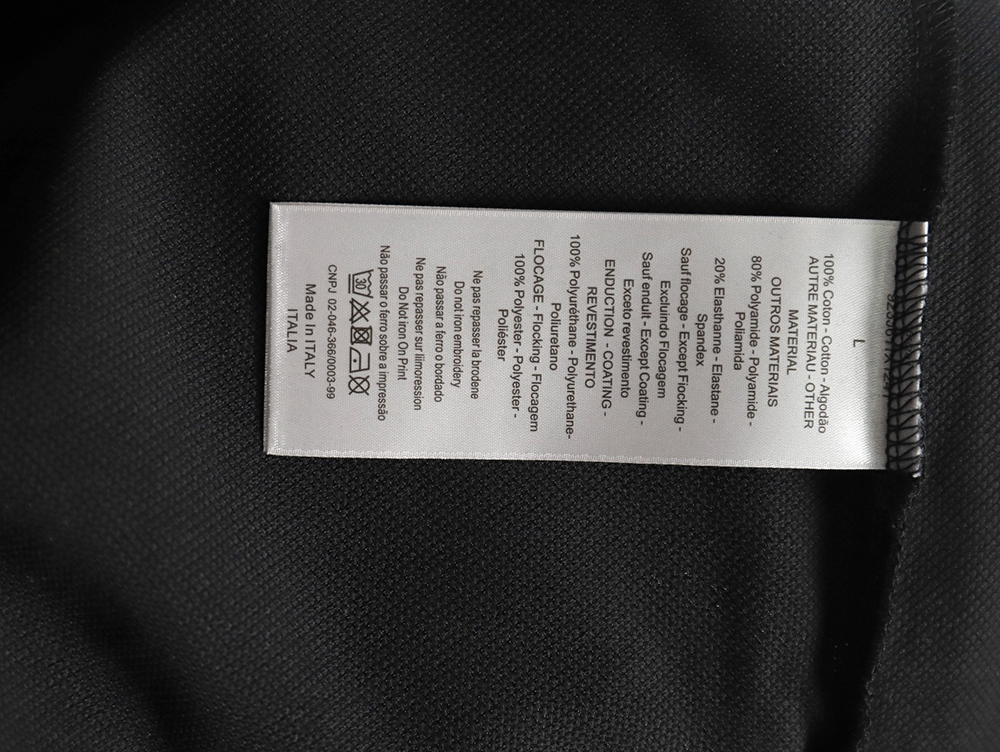 L
100% Coton - Cotton - Algodão
AUTRE MATERIAU - OTHER
MATERIAL
OUTROS MATERIAIS
80% Polyamide - Polyamide -
Poliamida
20% Elasthanne - Elastane -
Spandex
Sauf flocage - Except Flocking -
Excluindo Flocagem
Sauf enduit - Except Coating -
Exceto revestimento
ENDUCTION - COATING -
REVESTIMENTO
100% Polyuréthane - Polyurethane-
Poliuretano
FLOCAGE - Flocking - Flocagem
100% Polyester - Polyester -
Poliéster
Ne pas repasser la brodene
Do not iron embroidery
Não passar a ferro o bordado
Ne pas repasser sur liimoression
Do Not iron On Print
Não passar o ferro sobre a impressão
30
CNPJ 02-046-366/0003-99
Made In ITALY
ITALIA